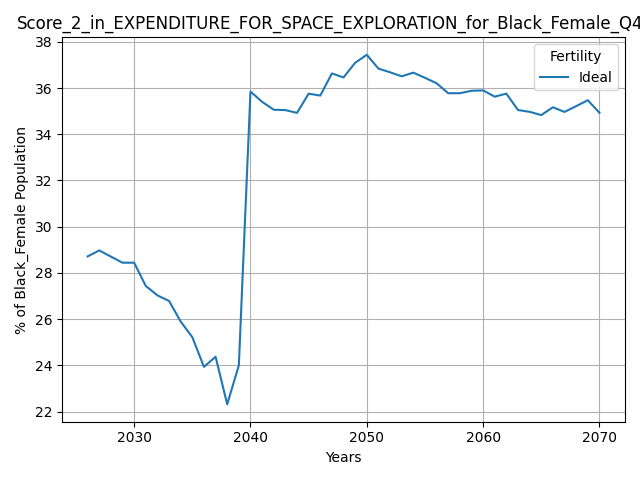 Score_2_in_EXPENDITURE_FOR_SPACE_EXPLORATION_for_Black_Female_Q4
Fertility
Ideal
38
36
34
32
30
28
26
24
22
% of Black_Female Population
2030 2040 2050 2060 2070
Years